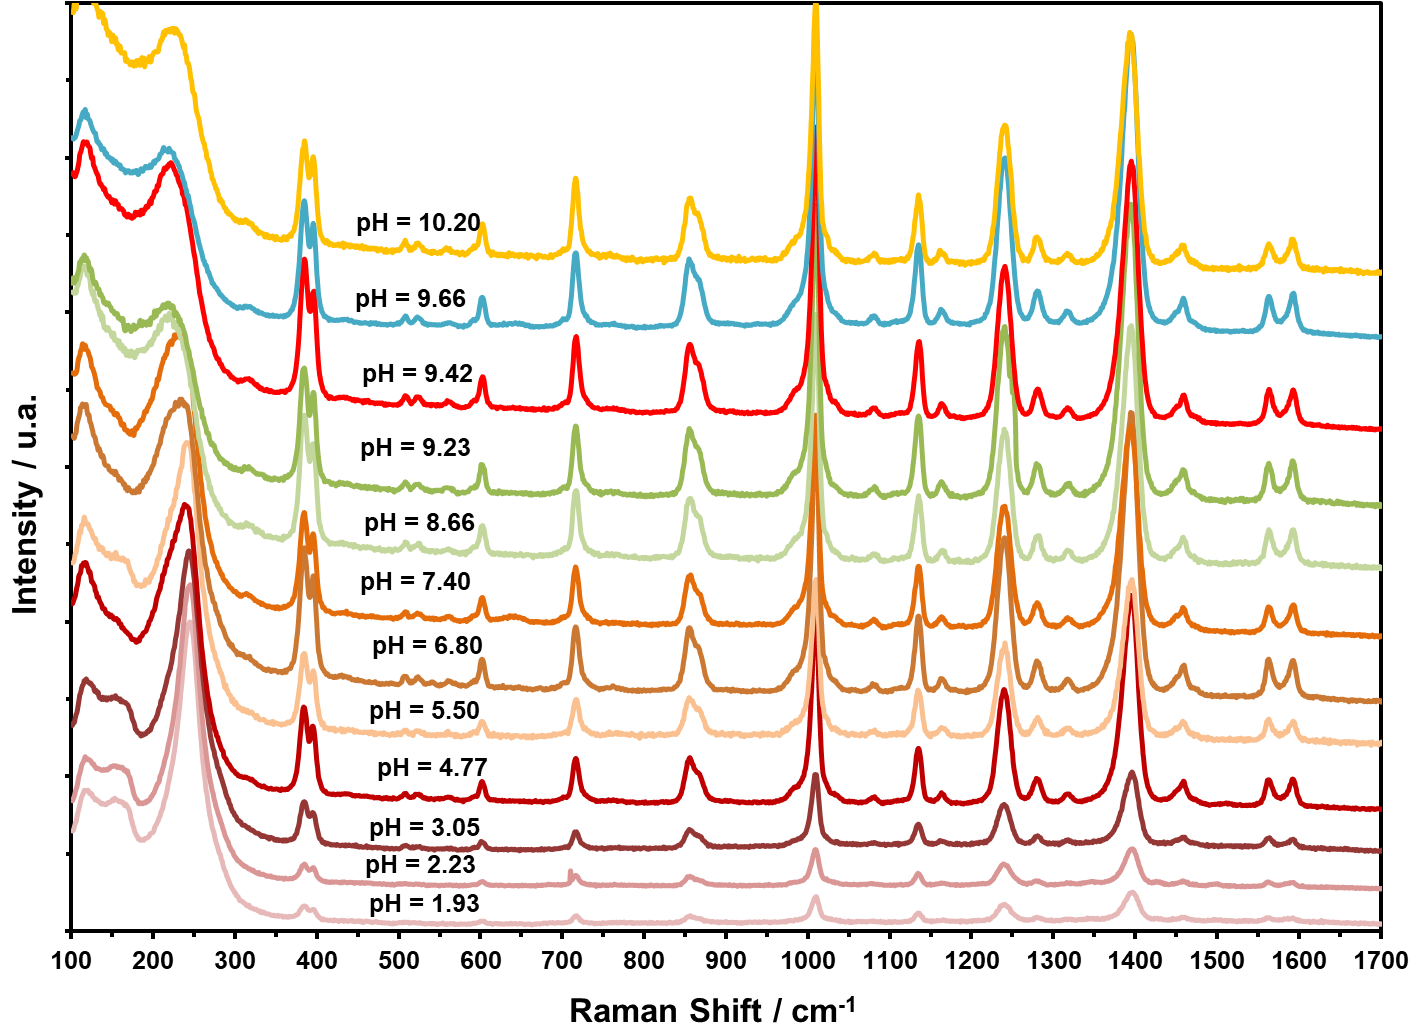 pH = 10.20
pH = 9.66
pH = 9.42
pH = 9.23
pH = 8.66
pH = 7.40
pH = 6.80
pH = 5.50
pH = 4.77
pH = 3.05
pH = 2.23
pH = 1.93
Intensity / u.a.
100 200 300 400 500 600 700 800 900 1000 1100 1200 1300 1400 1500 1600 1700
Raman Shift / cm⁻¹